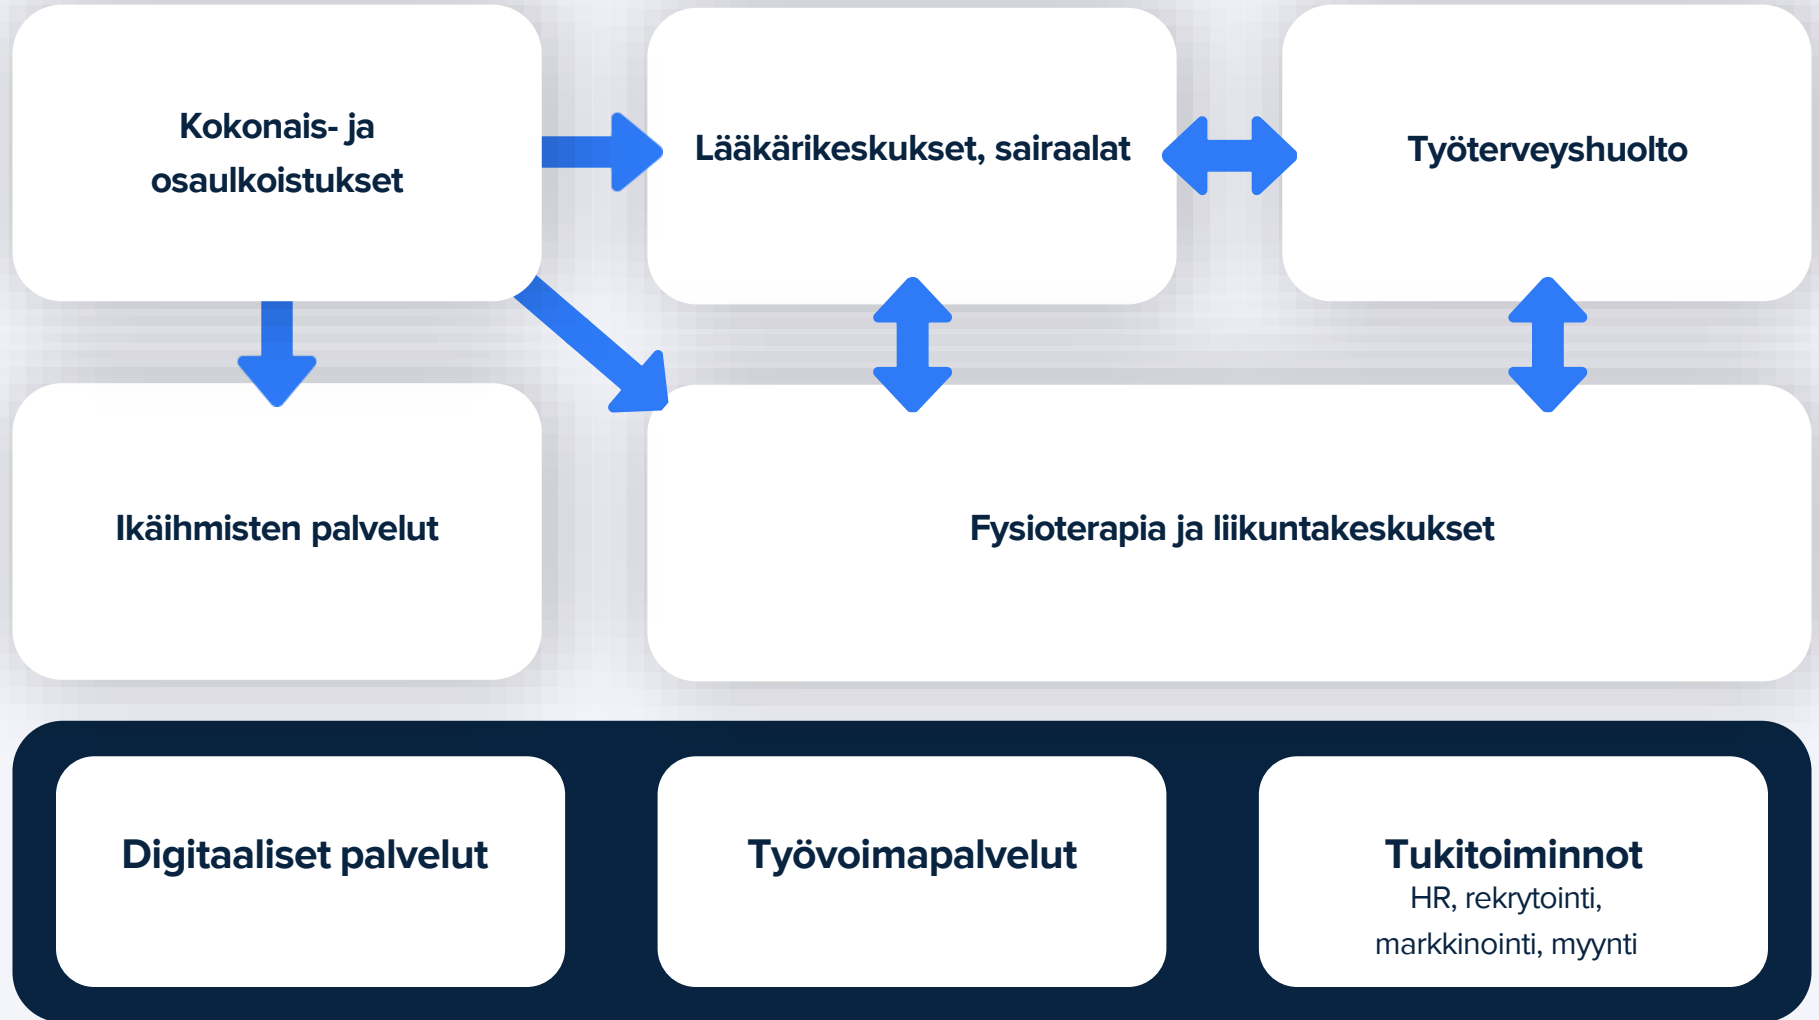 Kokonais- ja
osaulkoistukset
Lääkärikeskukset, sairaalat
Työterveyshuolto
Ikäihmisten palvelut
Fysioterapia ja liikuntakeskukset
Digitaaliset palvelut
Työvoimapalvelut
Tukitoiminnot
HR, rekrytointi,
markkinointi, myynti